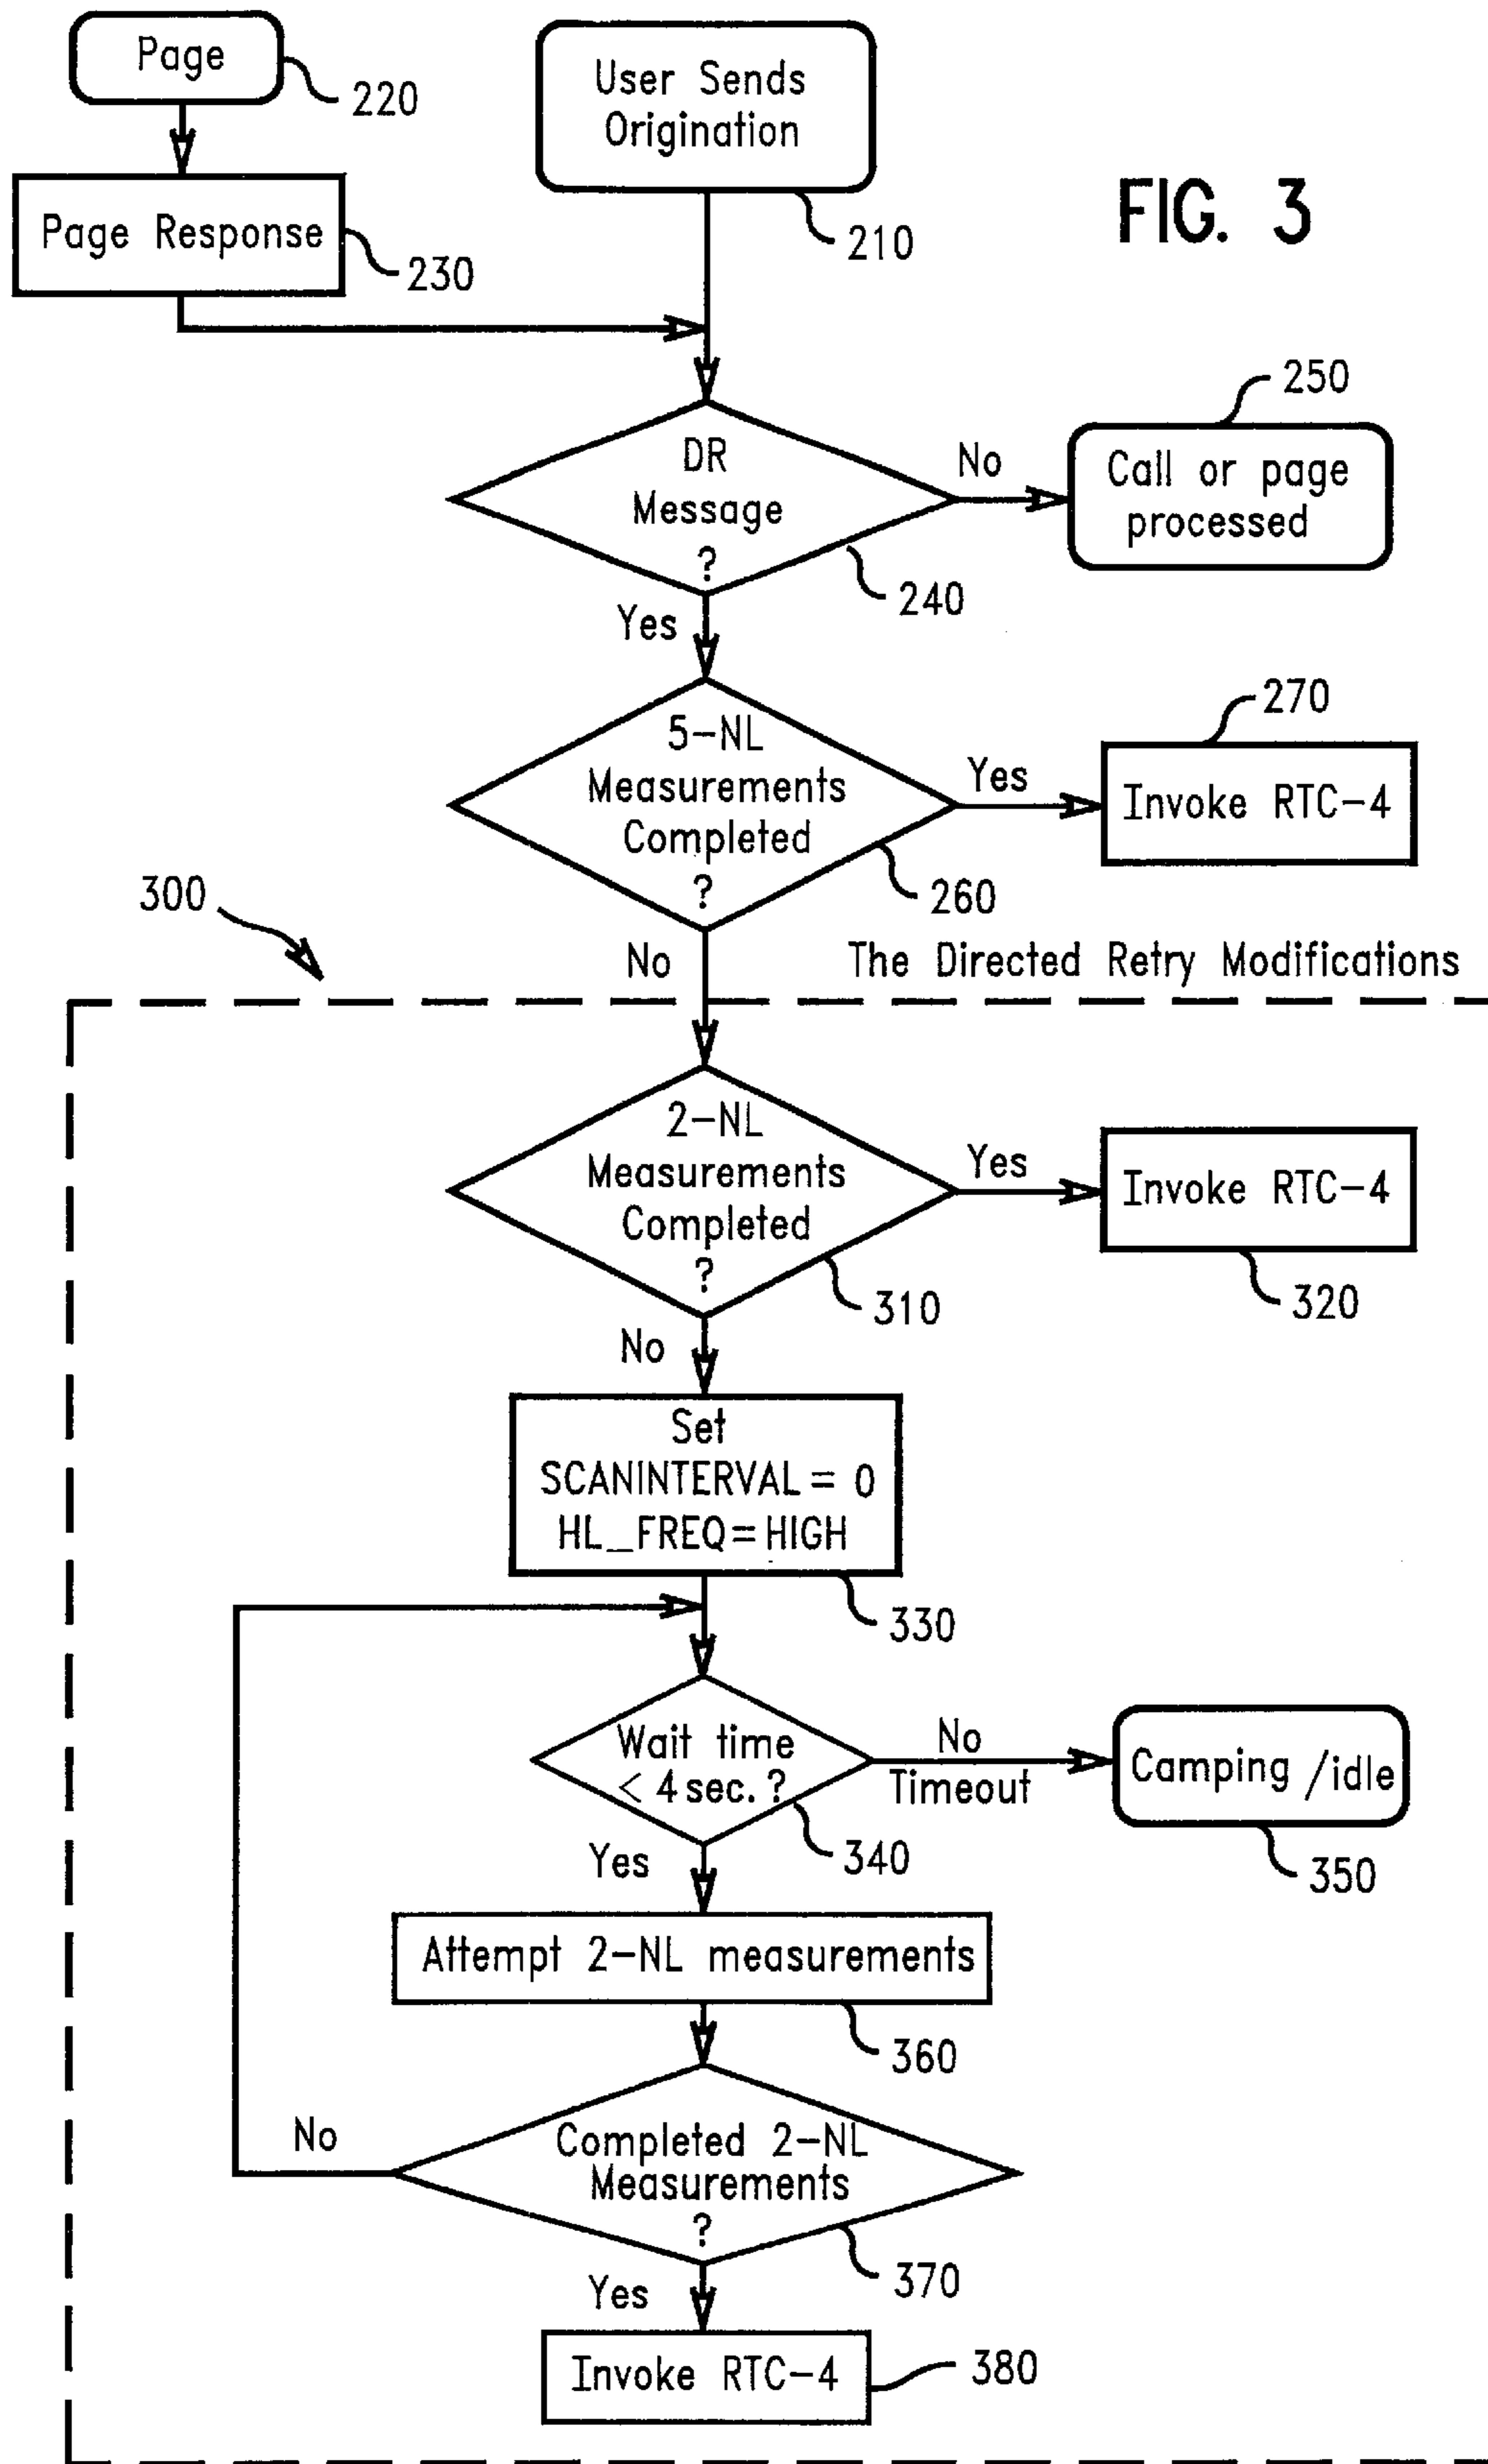 Page
220
User Sends
Origination
210
FIG. 3
Page Response
230
DR
Message
?
240
No
250
Call or page
processed
Yes
5-NL
Measurements
Completed
?
260
Yes
270
Invoke RTC-4
300
No
The Directed Retry Modifications
2-NL
Measurements
Completed
?
310
Yes
Invoke RTC-4
320
No
Set
SCANINTERVAL = 0
HL_FREQ = HIGH
330
Wait time
< 4 sec. ?
340
No
Timeout
Camping /idle
350
Yes
Attempt 2-NL measurements
360
Completed 2-NL
Measurements
?
370
No
Yes
Invoke RTC-4
380